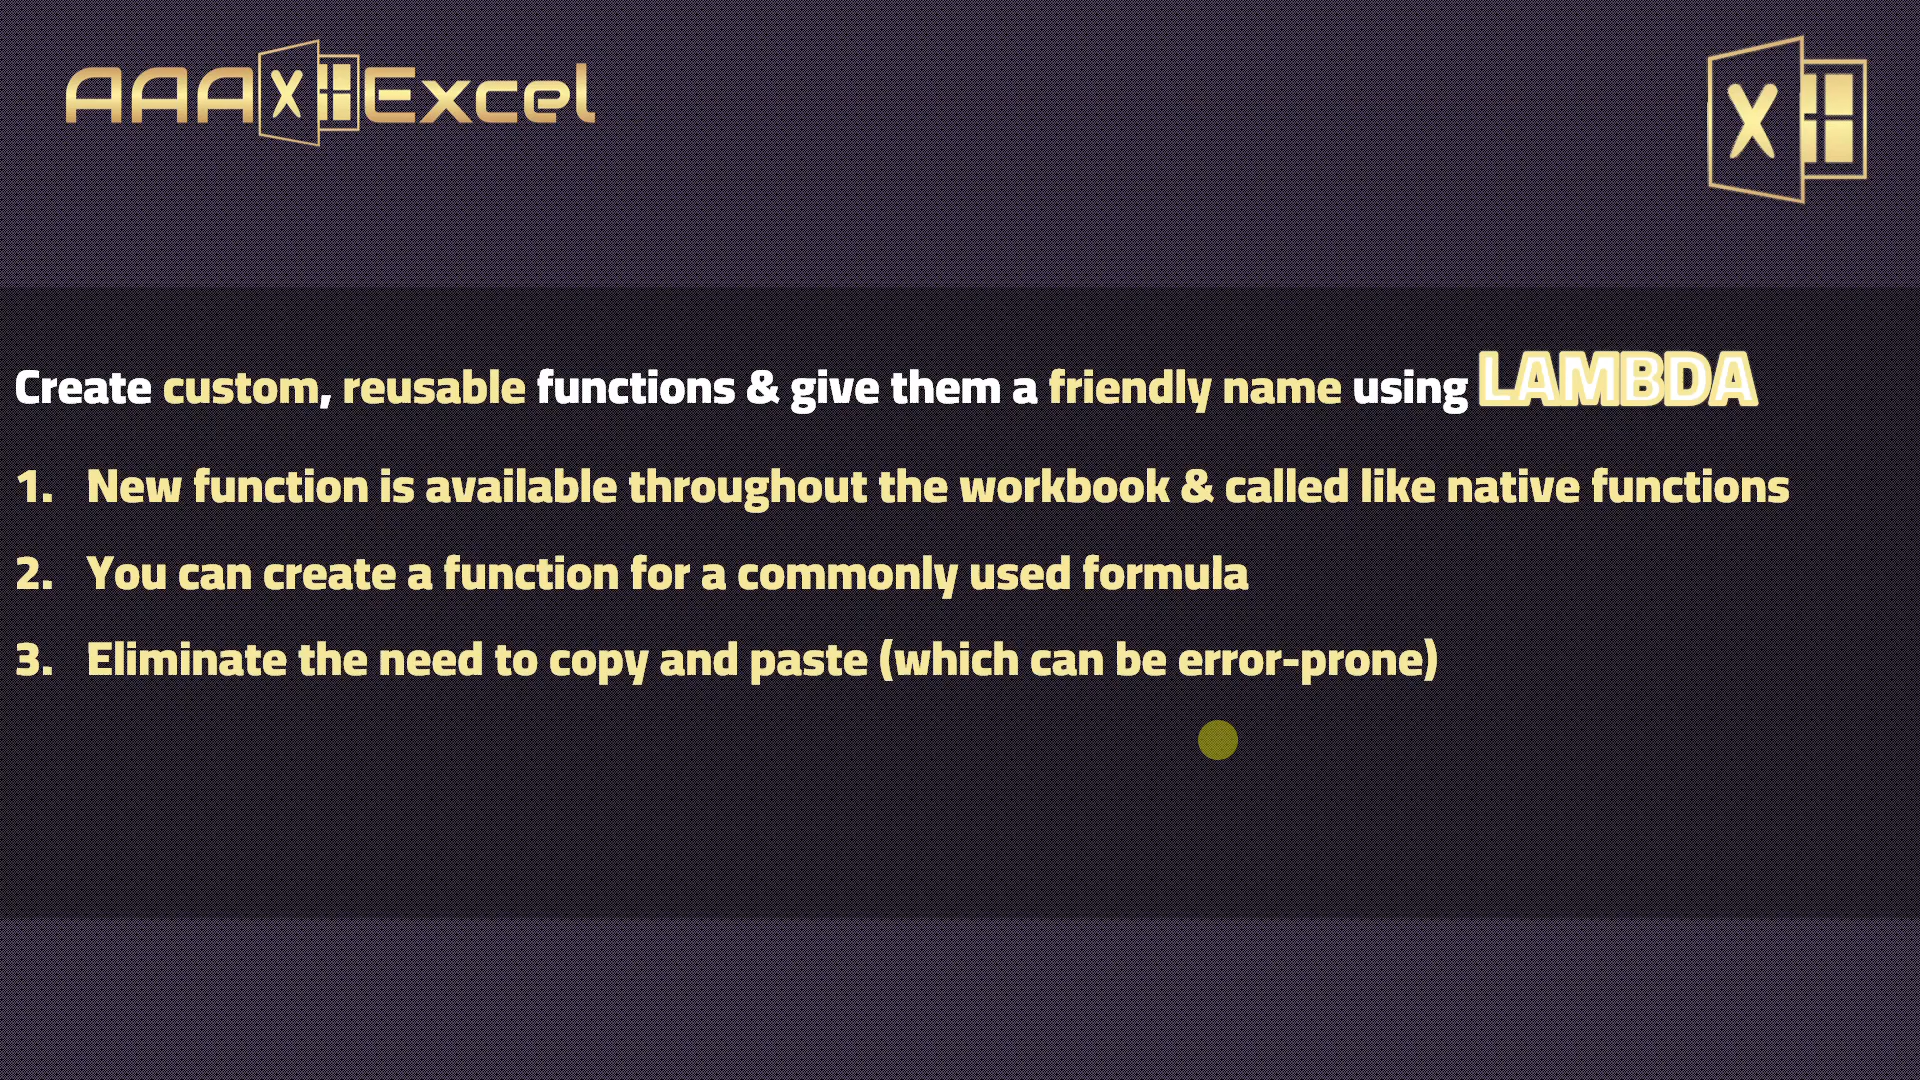 AAA X Excel
X
Create custom, reusable functions & give them a friendly name using LAMBDA
1. New function is available throughout the workbook & called like native functions
2. You can create a function for a commonly used formula
3. Eliminate the need to copy and paste (which can be error-prone)